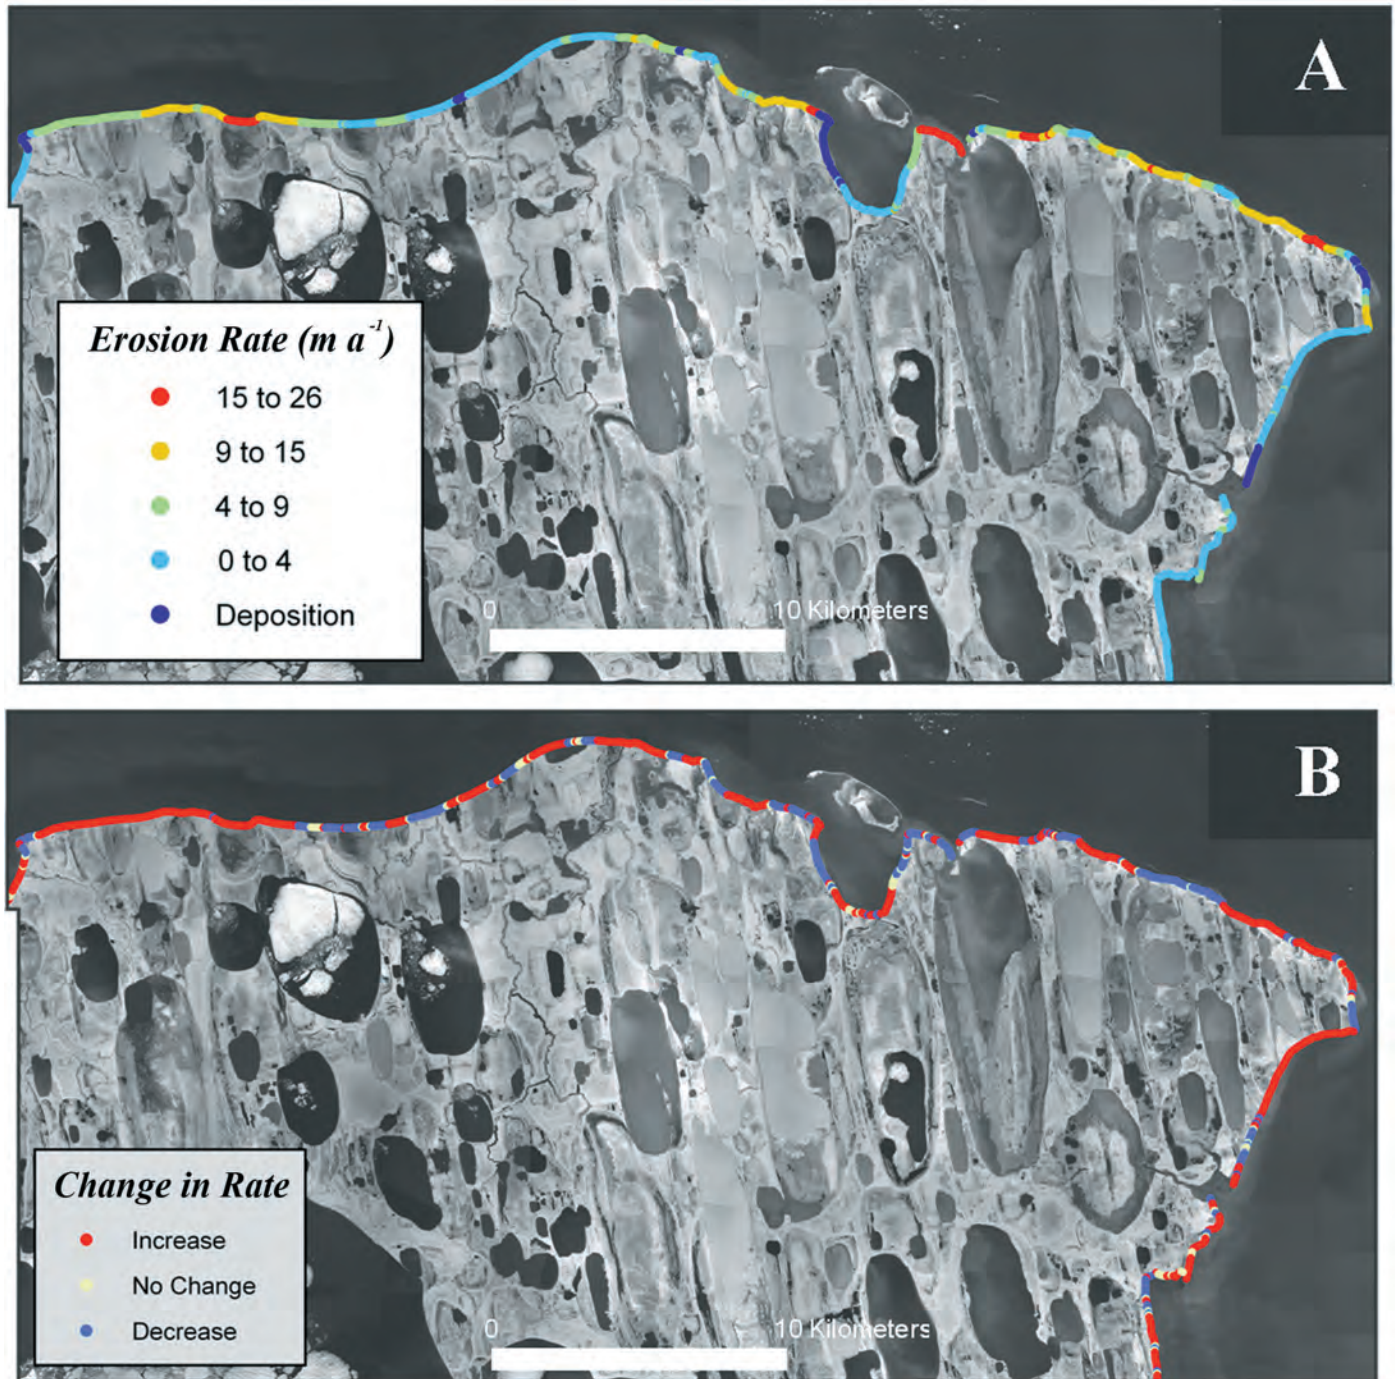 A
Erosion Rate (m a⁻¹)
15 to 26
9 to 15
4 to 9
0 to 4
Deposition
0 10 Kilometers
B
Change in Rate
Increase
No Change
Decrease
0 10 Kilometers